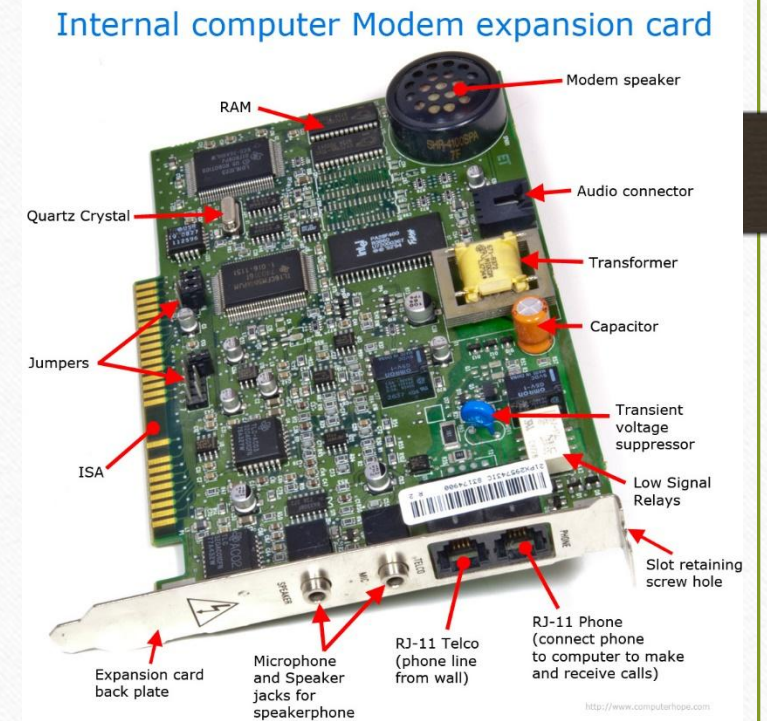 Internal computer Modem expansion card
Modem speaker
RAM
Audio connector
Quartz Crystal
Transformer
Capacitor
Jumpers
Transient
voltage
suppressor
ISA
Low Signal
Relays
Slot retaining
screw hole
SPEAKER
MIC
TELCO
PHONE
RJ-11 Phone
(connect phone
to computer to make
and receive calls)
RJ-11 Telco
(phone line
from wall)
Microphone
and Speaker
jacks for
speakerphone
Expansion card
back plate
http://www.computerhope.com